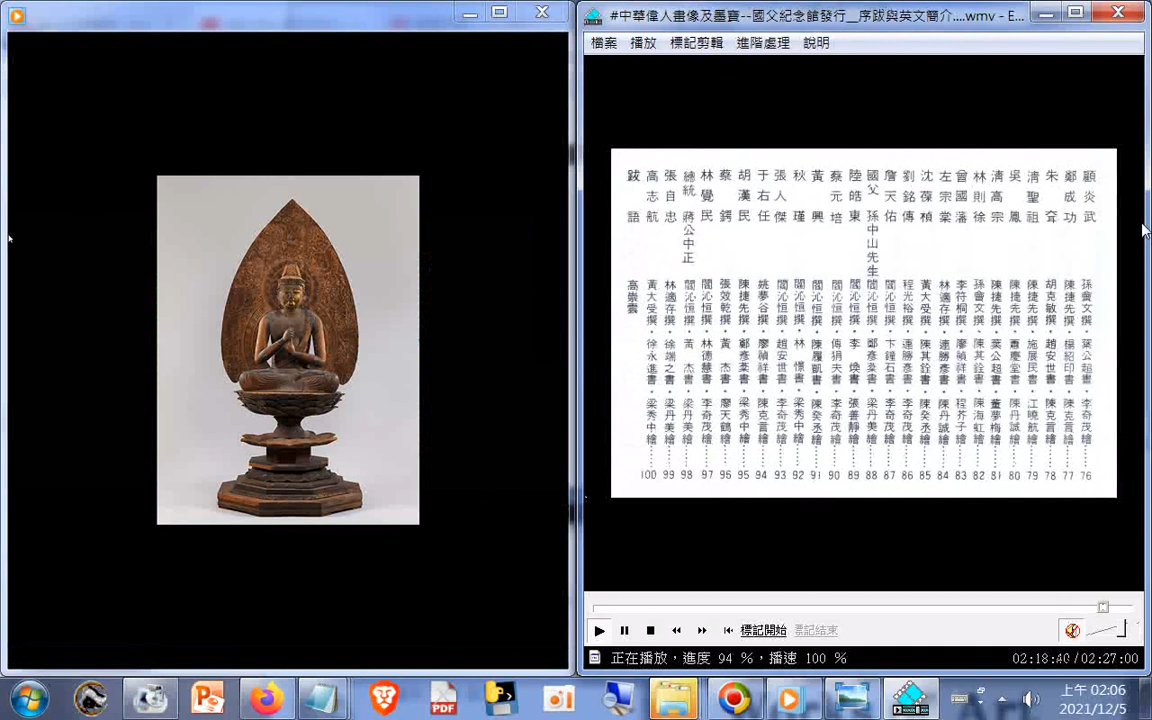 #中華偉人畫像及墨寶--國父紀念館發行__序跋與英文簡介....wmv - E...
檔案 播放 標記剪輯 進階處理 說明
顧炎武 孫會文撰・葉公超書・李奇茂繪……76
鄭成功 陳捷先撰・楊紹印書・陳克言繪……77
朱耷 胡克敏撰・趙安世書・陳克言繪……78
清聖祖 陳捷先撰・施展民書・江曉航繪……79
吳鳳 陳捷先撰・蕭慶堂書・陳丹誠繪……80
清高宗 陳捷先撰・葉公超書・董夢梅繪……81
林則徐 孫會文撰・陳其銓書・陳海虹繪……82
曾國藩 李符桐撰・廖禎祥書・程芥子繪……83
左宗棠 林適存撰・連勝彥書・陳丹誠繪……84
沈葆楨 黃大受撰・陳其銓書・陳癸丞繪……85
劉銘傳 程光裕撰・連勝彥書・李奇茂繪……86
詹天佑 閻沁恒撰・卞鐘石書・李奇茂繪……87
國父 孫中山先生 閻沁恒撰・鄭彥棻書・梁丹美繪……88
陸皓東 閻沁恒撰・李 煥書・張善靜繪……89
蔡元培 閻沁恒撰・傅狷夫書・李奇茂繪……90
黃興 閻沁恒撰・陳履凱書・陳癸丞繪……91
秋瑾 閻沁恒撰・林 憬書・梁秀中繪……92
張人傑 閻沁恒撰・趙安世書・李奇茂繪……93
于右任 姚夢谷撰・廖禎祥書・陳克言繪……94
胡漢民 陳捷先撰・鄭彥棻書・梁秀中繪……95
蔡鍔 張效乾撰・黃 杰書・廖天鶴繪……96
林覺民 閻沁恒撰・林德慧書・李奇茂繪……97
總統 蔣公中正 閻沁恒撰・黃 杰書・梁丹美繪……98
張自忠 林適存撰・徐端之書・梁丹美繪……99
高志航 黃大受撰・徐永進書・梁秀中繪……100
跋語 高崇雲
標記開始 標記結束
正在播放，進度 94 %，播速 100 %
02:18:40 /02:27:00
PDF
上午 02:06
2021/12/5